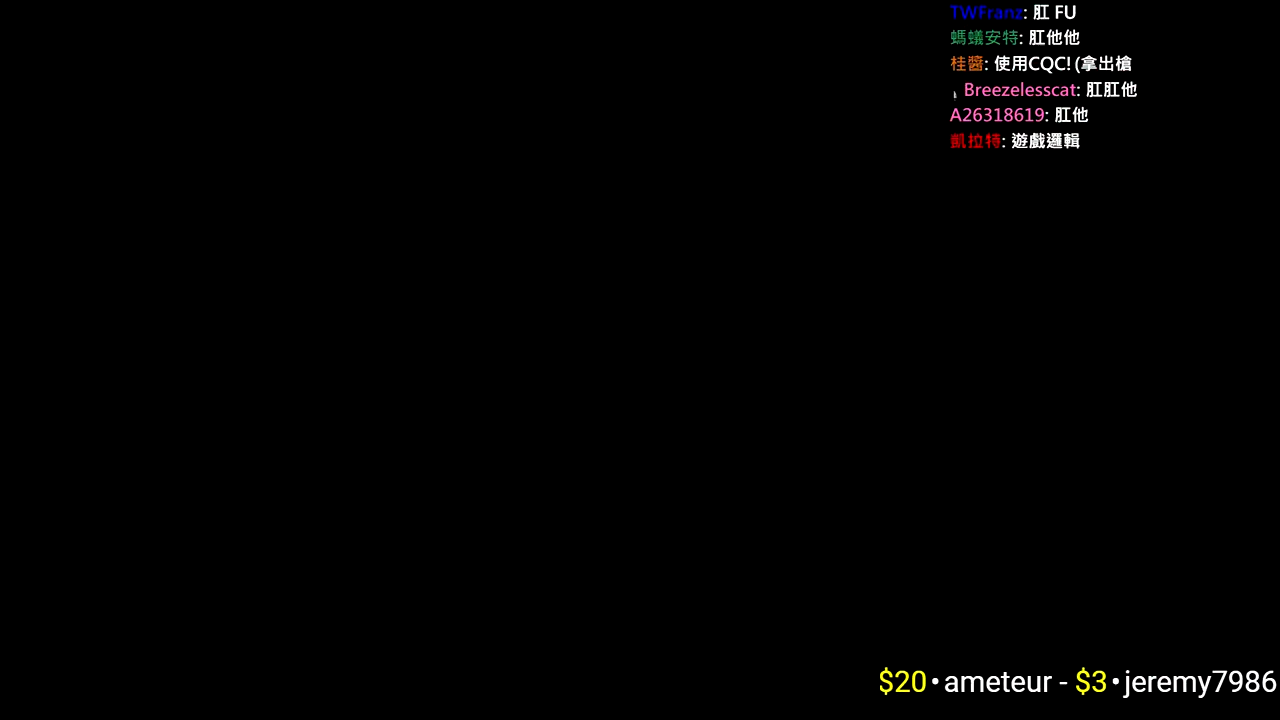 TWFranz: 肛 FU
螞蟻安特: 肛他他
桂醬: 使用CQC! (拿出槍
Breezelesscat: 肛肛他
A26318619: 肛他
凱拉特: 遊戲邏輯
$20•ameteur - $3•jeremy7986